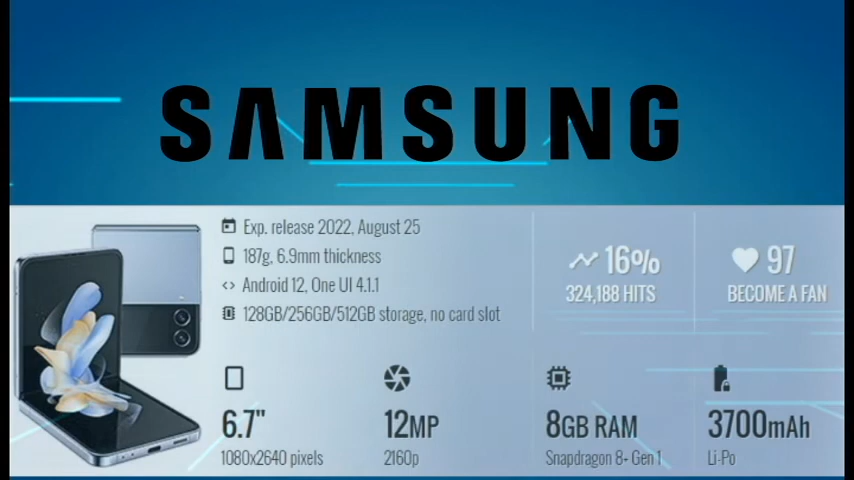 SAMSUNG
Exp. release 2022, August 25
187g, 6.9mm thickness
Android 12, One UI 4.1.1
128GB/256GB/512GB storage, no card slot
16%
324,188 HITS
97
BECOME A FAN
6.7"
1080x2640 pixels
12MP
2160p
8GB RAM
Snapdragon 8+ Gen 1
3700mAh
Li-Po